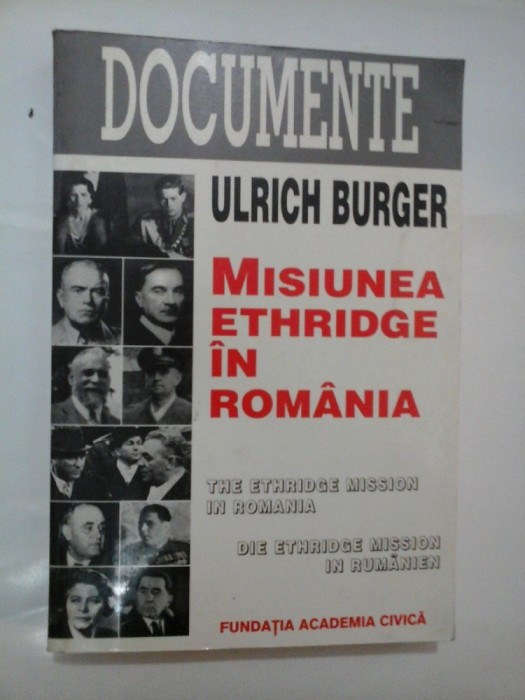 DOCUMENTE
ULRICH BURGER
MISIUNEA
ETHRIDGE
ÎN
ROMÂNIA
THE ETHRIDGE MISSION
IN ROMANIA
DIE ETHRIDGE MISSION
IN RUMÄNIEN
FUNDAȚIA ACADEMIA CIVICĂ